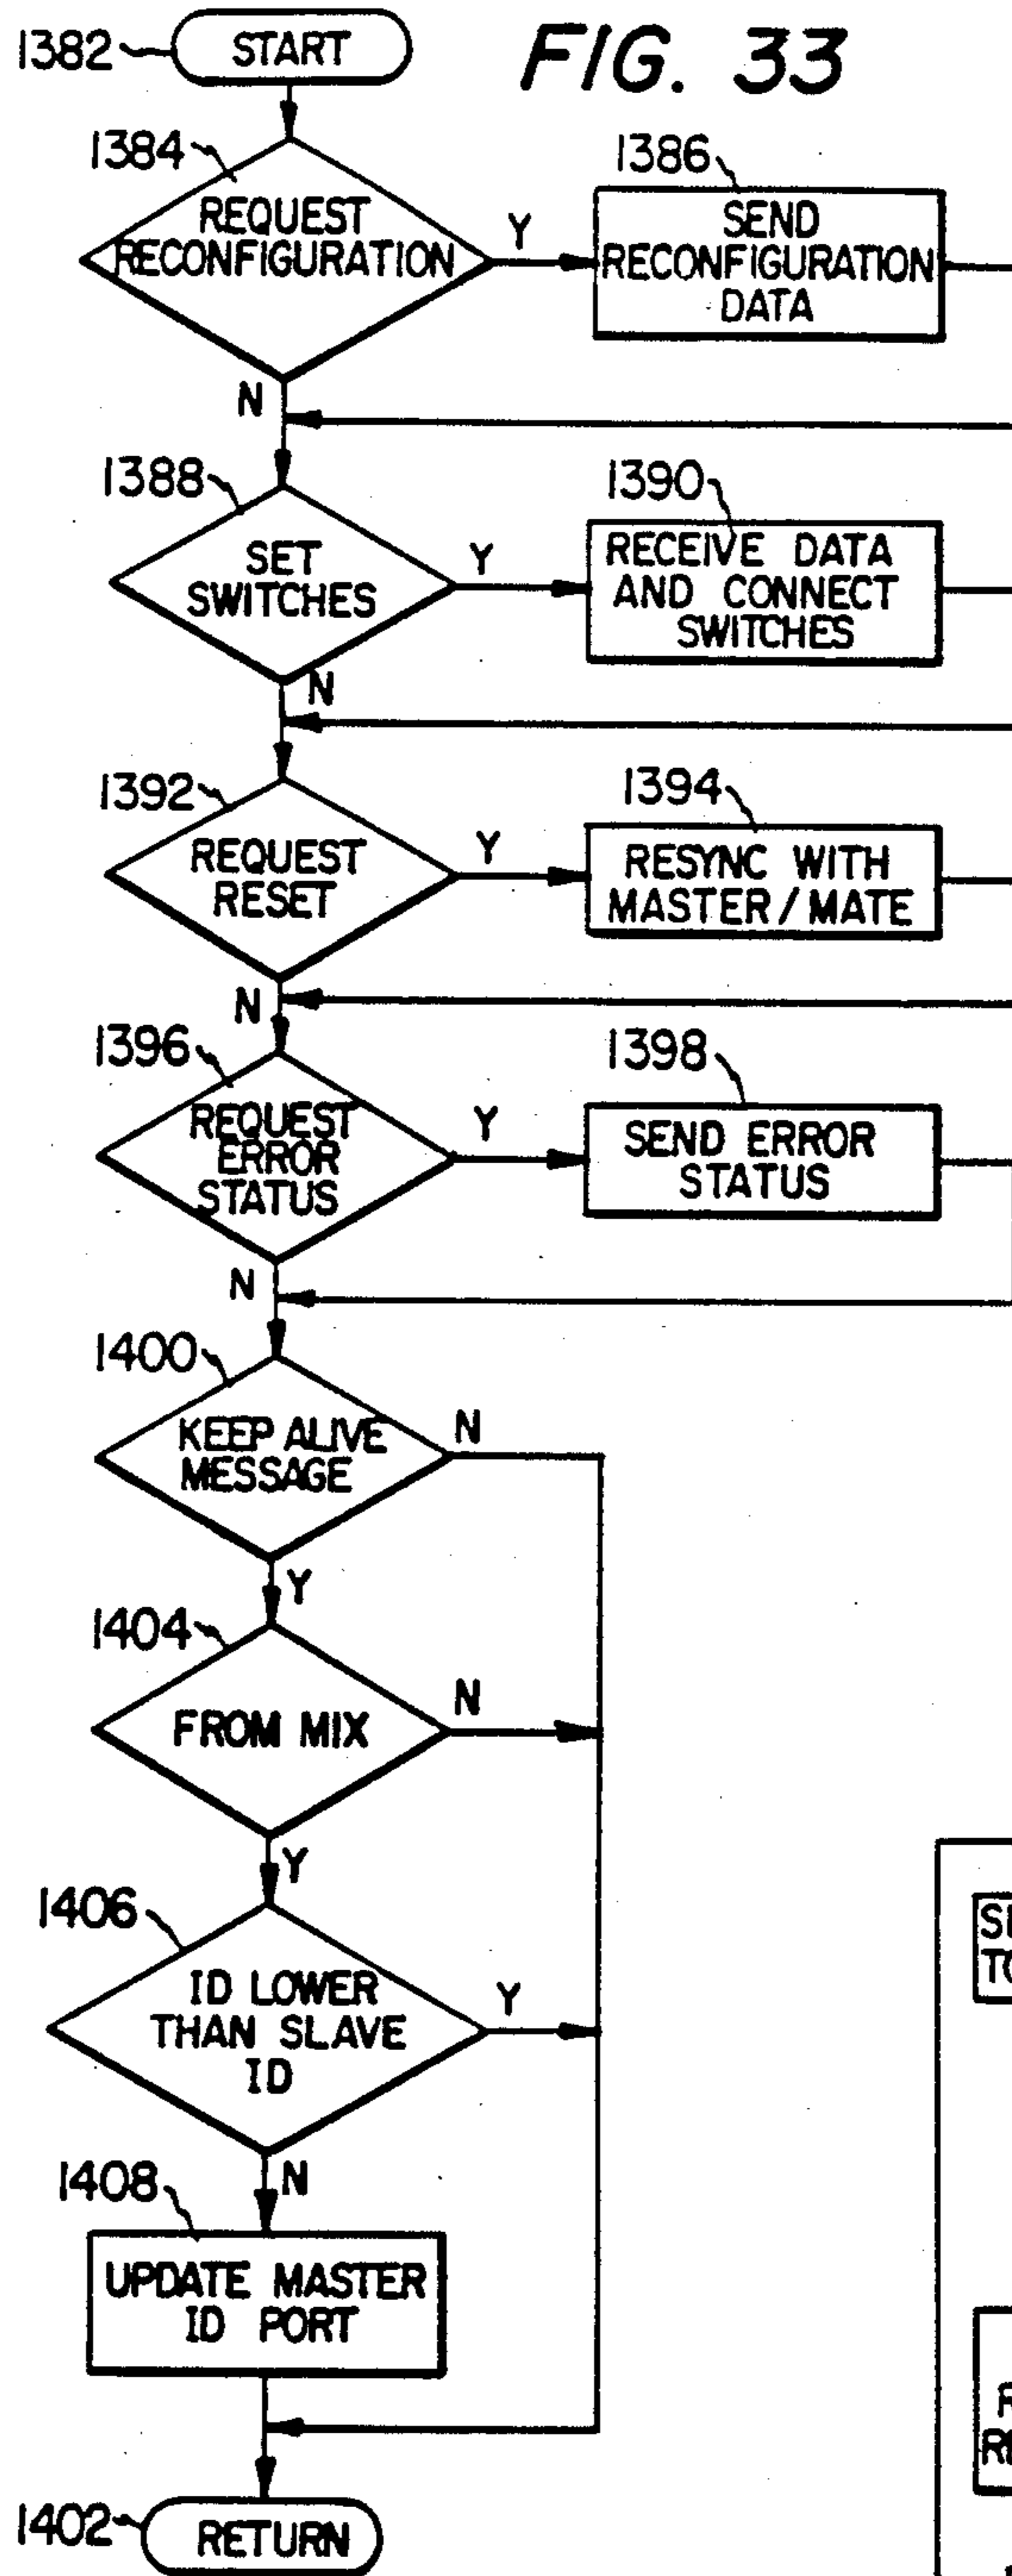 FIG. 33
1382
START
1384
REQUEST
RECONFIGURATION
Y
N
1386
SEND
RECONFIGURATION
DATA
1388
SET
SWITCHES
Y
N
1390
RECEIVE DATA
AND CONNECT
SWITCHES
1392
REQUEST
RESET
Y
N
1394
RESYNC WITH
MASTER/MATE
1396
REQUEST
ERROR
STATUS
Y
N
1398
SEND ERROR
STATUS
1400
KEEP ALIVE
MESSAGE
N
Y
1404
FROM MIX
N
Y
1406
ID LOWER
THAN SLAVE
ID
Y
N
1408
UPDATE MASTER
ID PORT
1402
RETURN